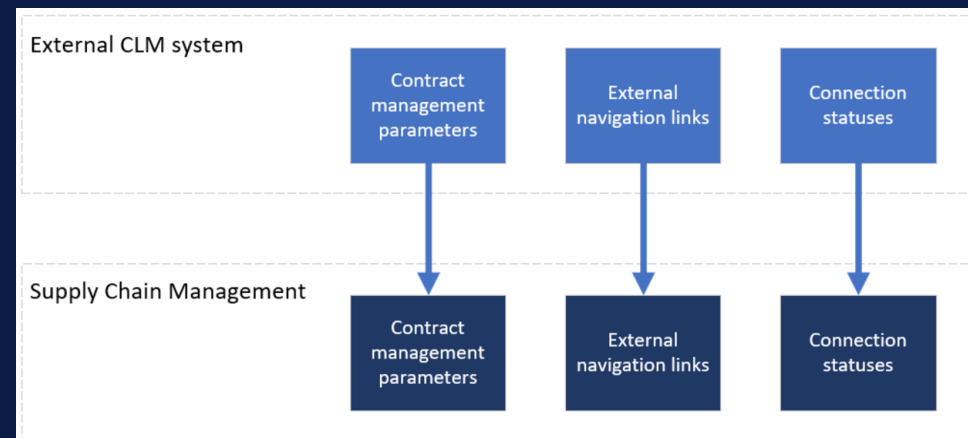 External CLM system
Contract
management
parameters
External
navigation links
Connection
statuses
Supply Chain Management
Contract
management
parameters
External
navigation links
Connection
statuses